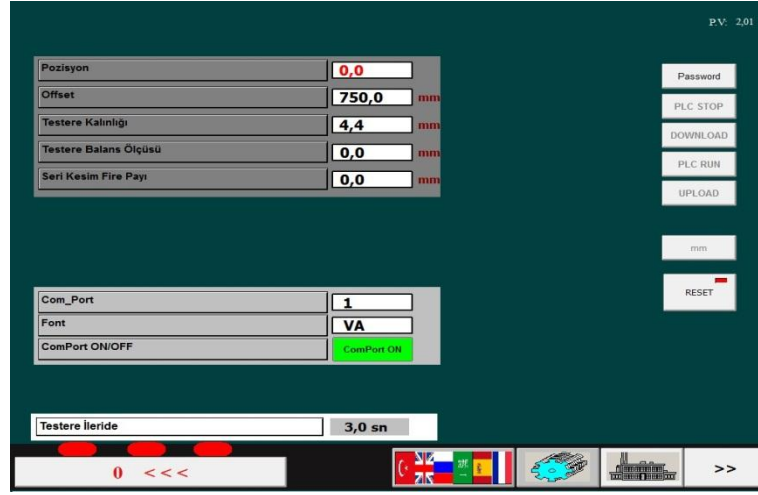 P.V: 2,01
Pozisyon 0,0
Offset 750,0 mm
Testere Kalınlığı 4,4 mm
Testere Balans Ölçüsü 0,0 mm
Seri Kesim Fire Payı 0,0 mm
Password
PLC STOP
DOWNLOAD
PLC RUN
UPLOAD
mm
RESET
Com_Port 1
Font VA
ComPort ON/OFF ComPort ON
Testere İleride 3,0 sn
0 <<<
>>